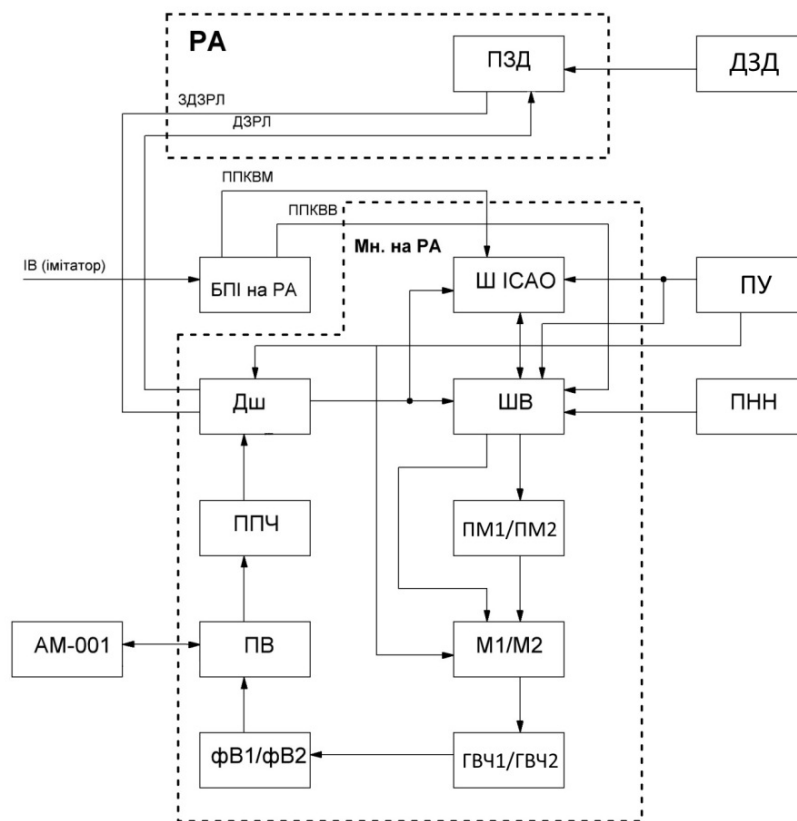 РА
ПЗД
ДЗД
ЗДЗРЛ
ДЗРЛ
ППКВМ
ППКВВ
Мн. на РА
ІВ (імітатор)
БПІ на РА
Ш ІСАО
ПУ
Дш
ШВ
ПНН
ППЧ
ПМ1/ПМ2
АМ-001
ПВ
М1/М2
фВ1/фВ2
ГВЧ1/ГВЧ2